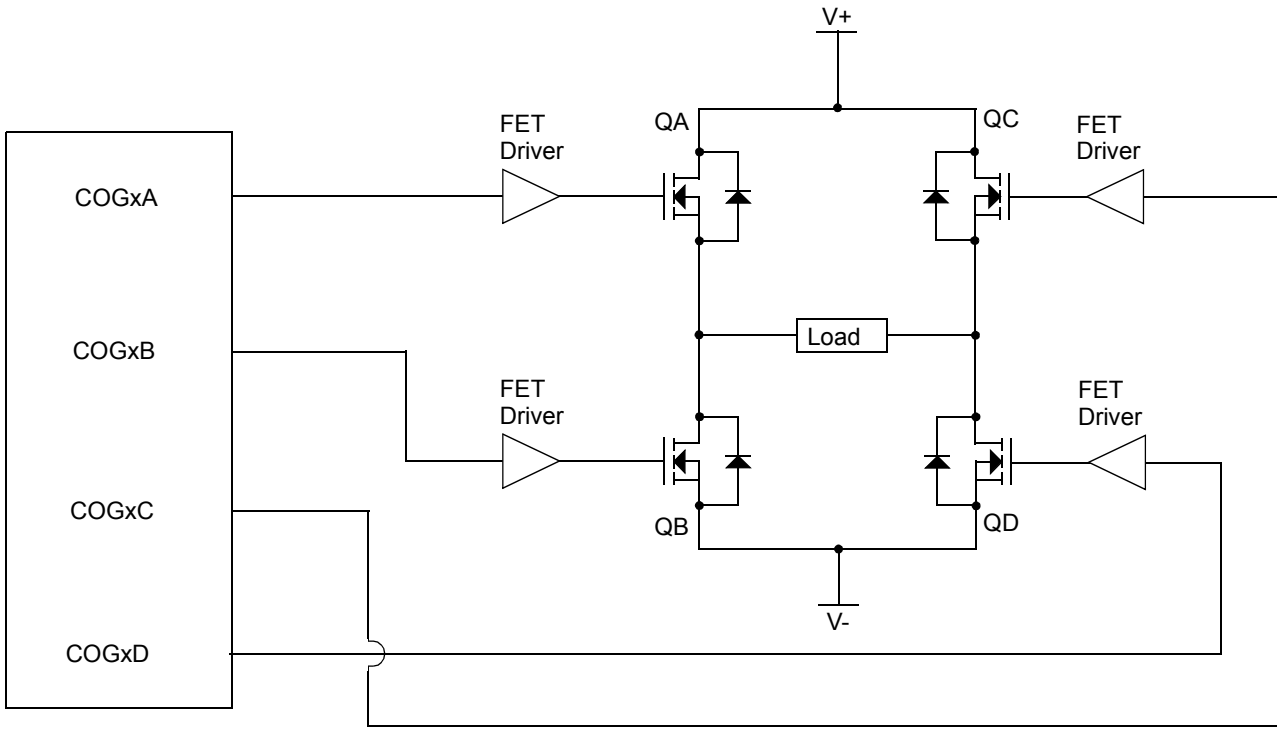 V+
QA
QC
FET
Driver
FET
Driver
COGxA
COGxB
Load
FET
Driver
FET
Driver
COGxC
QB
QD
V-
COGxD